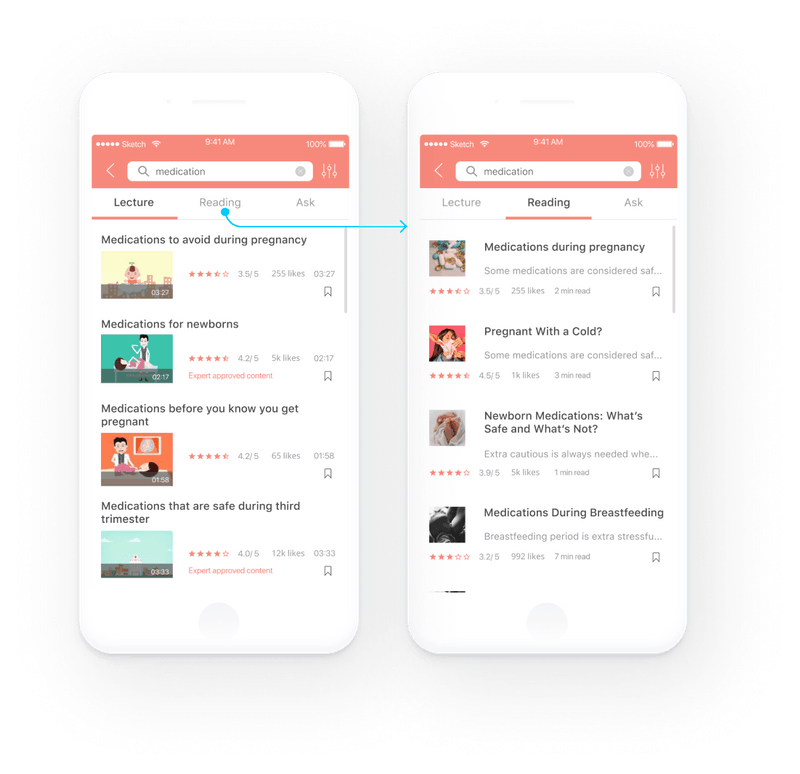 Sketch 9:41 AM 100%
medication
Lecture Reading Ask
Medications to avoid during pregnancy
03:27
3.5/5 255 likes 03:27
Medications for newborns
02:17
4.2/5 5k likes 02:17
Expert approved content
Medications before you know you get
pregnant
01:58
4.2/5 65 likes 01:58
Medications that are safe during third
trimester
03:33
4.0/5 12k likes 03:33
Expert approved content
Sketch 9:41 AM 100%
medication
Lecture Reading Ask
Medications during pregnancy
Some medications are considered saf...
3.5/5 255 likes 2 min read
Pregnant With a Cold?
Some medications are considered saf...
4.5/5 1k likes 3 min read
Newborn Medications: What's
Safe and What's Not?
Extra cautious is always needed whe...
3.9/5 5k likes 1 min read
Medications During Breastfeeding
Breastfeeding period is extra stressfu...
3.2/5 992 likes 7 min read